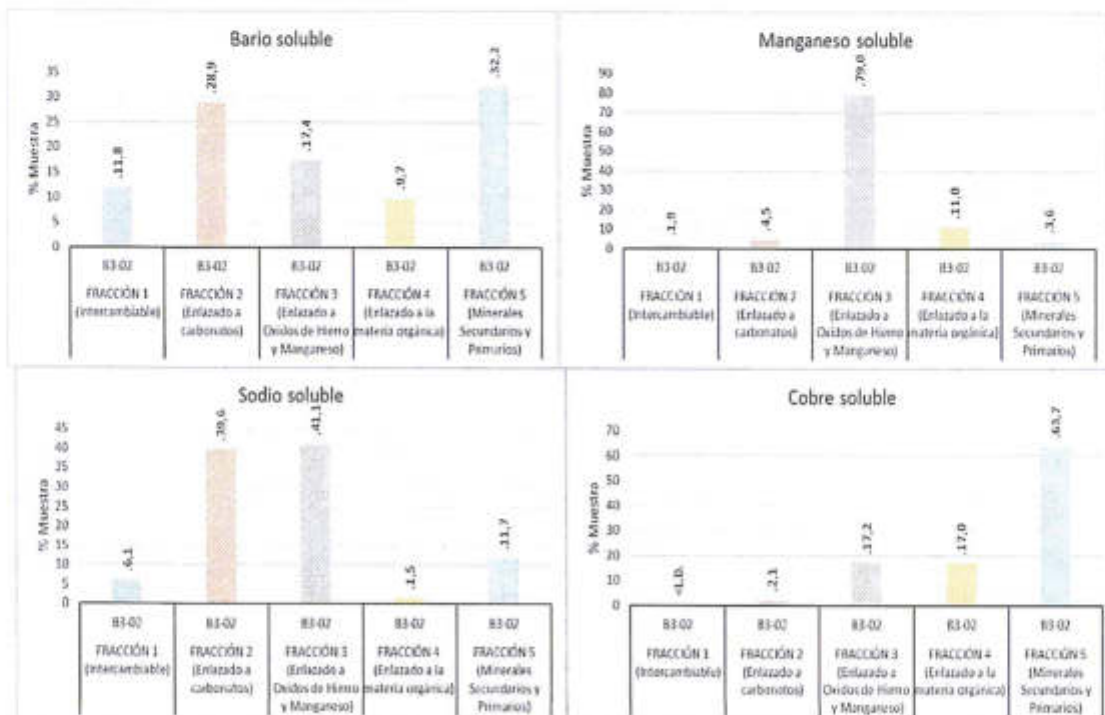 Bario soluble
% Muestra
35
30
25
20
15
10
5
0
.11,8
.28,9
.17,4
.9,7
.32,2
B3-02 B3-02 B3-02 B3-02 B3-02
FRACCIÓN 1 FRACCIÓN 2 FRACCIÓN 3 FRACCIÓN 4 FRACCIÓN 5
(Intercambiable) (Enlazado a (Enlazado a (Enlazado a la (Minerales
carbonatos) Oxidos de Hierro materia orgánica) Secundarios y
y Manganeso) Primarios)
Manganeso soluble
% Muestra
90
80
70
60
50
40
30
20
10
0
.4,5
.79,0
.11,0
.3,6
B3-02 B3-02 B3-02 B3-02 B3-02
FRACCIÓN 1 FRACCIÓN 2 FRACCIÓN 3 FRACCIÓN 4 FRACCIÓN 5
(Intercambiable) (Enlazado a (Enlazado a (Enlazado a la (Minerales
carbonatos) Oxidos de Hierro materia orgánica) Secundarios y
y Manganeso) Primarios)
Sodio soluble
% Muestra
45
40
35
30
25
20
15
10
5
0
.6,1
.39,6
.41,1
.1,5
.11,7
B3-02 B3-02 B3-02 B3-02 B3-02
FRACCIÓN 1 FRACCIÓN 2 FRACCIÓN 3 FRACCIÓN 4 FRACCIÓN 5
(Intercambiable) (Enlazado a (Enlazado a (Enlazado a la (Minerales
carbonatos) Oxidos de Hierro materia orgánica) Secundarios y
y Manganeso) Primarios)
Cobre soluble
% Muestra
70
60
50
40
30
20
10
0
<L.D.
.2,1
.17,2
.17,0
.63,7
B3-02 B3-02 B3-02 B3-02 B3-02
FRACCIÓN 1 FRACCIÓN 2 FRACCIÓN 3 FRACCIÓN 4 FRACCIÓN 5
(Intercambiable) (Enlazado a (Enlazado a (Enlazado a la (Minerales
carbonatos) Oxidos de Hierro materia orgánica) Secundarios y
y Manganeso) Primarios)